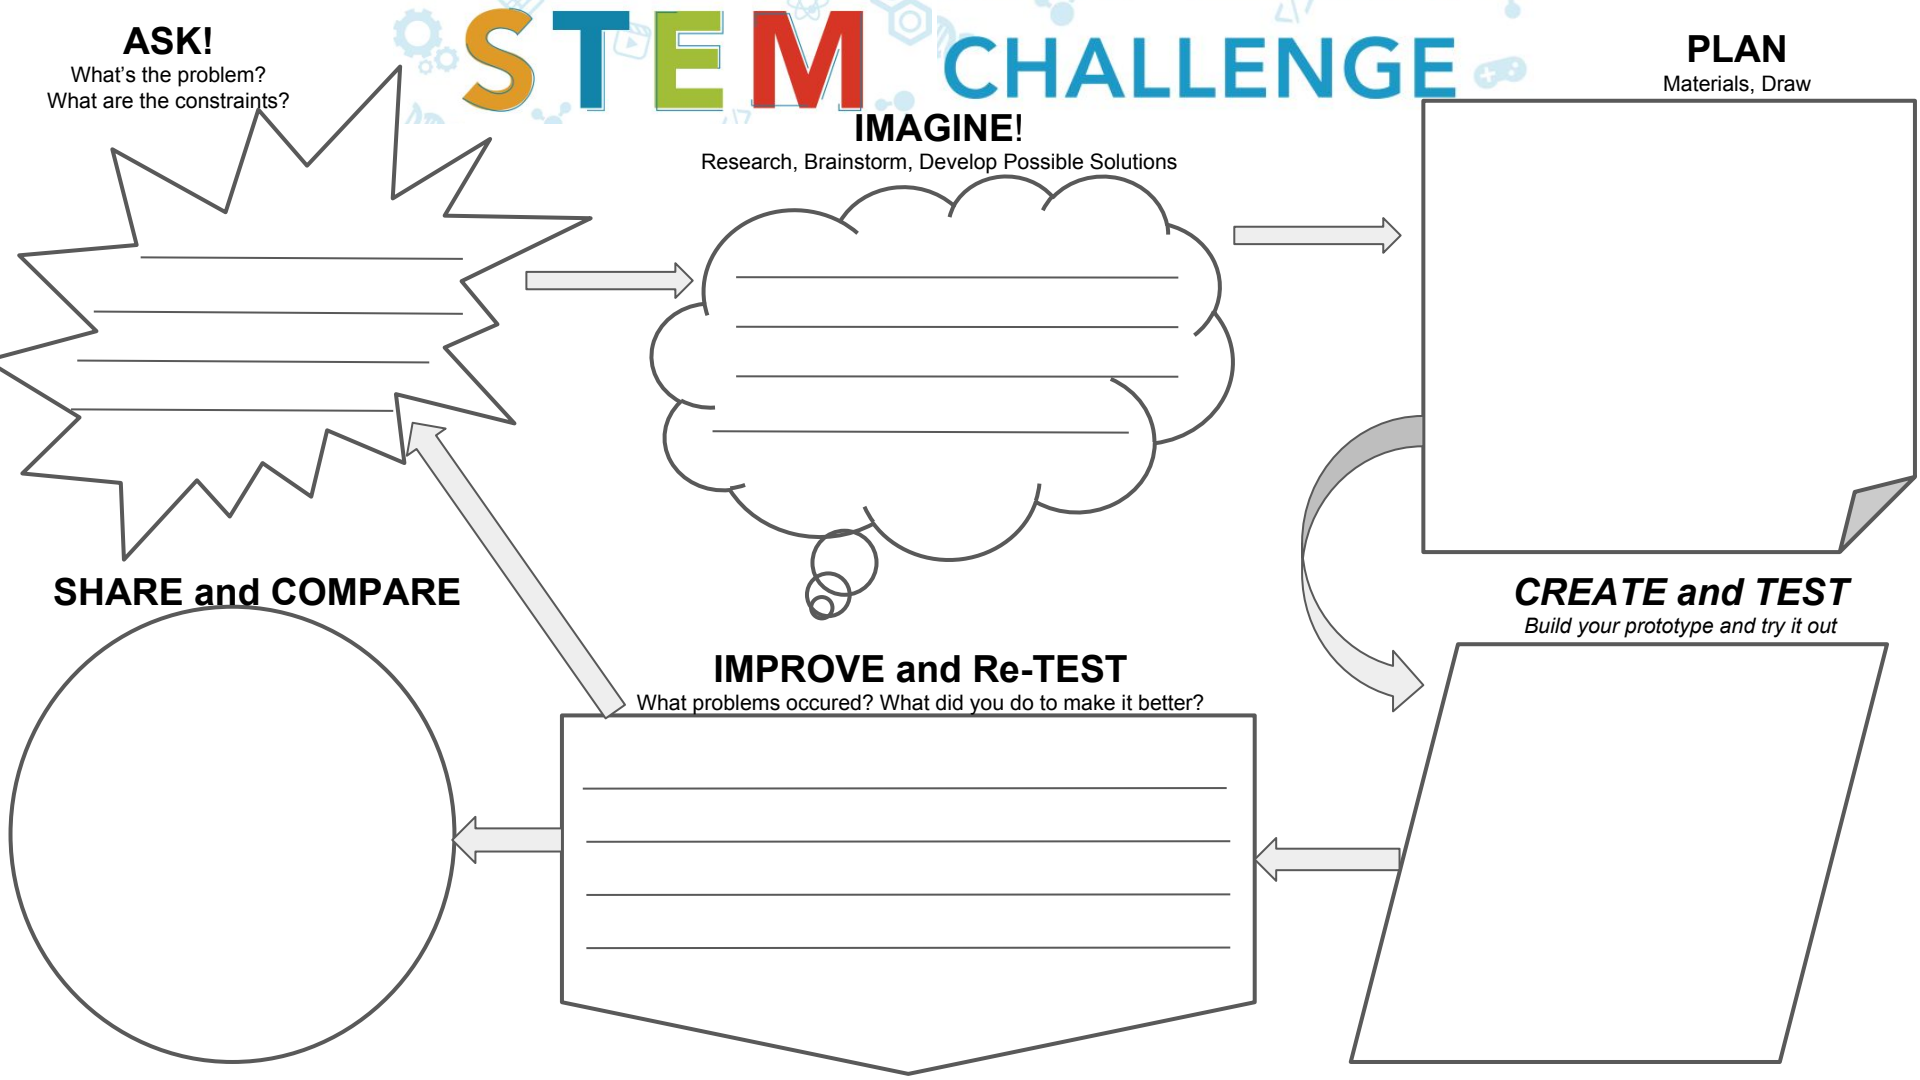 STEM CHALLENGE
ASK!
What's the problem?
What are the constraints?
IMAGINE!
Research, Brainstorm, Develop Possible Solutions
PLAN
Materials, Draw
CREATE and TEST
Build your prototype and try it out
IMPROVE and Re-TEST
What problems occured? What did you do to make it better?
SHARE and COMPARE